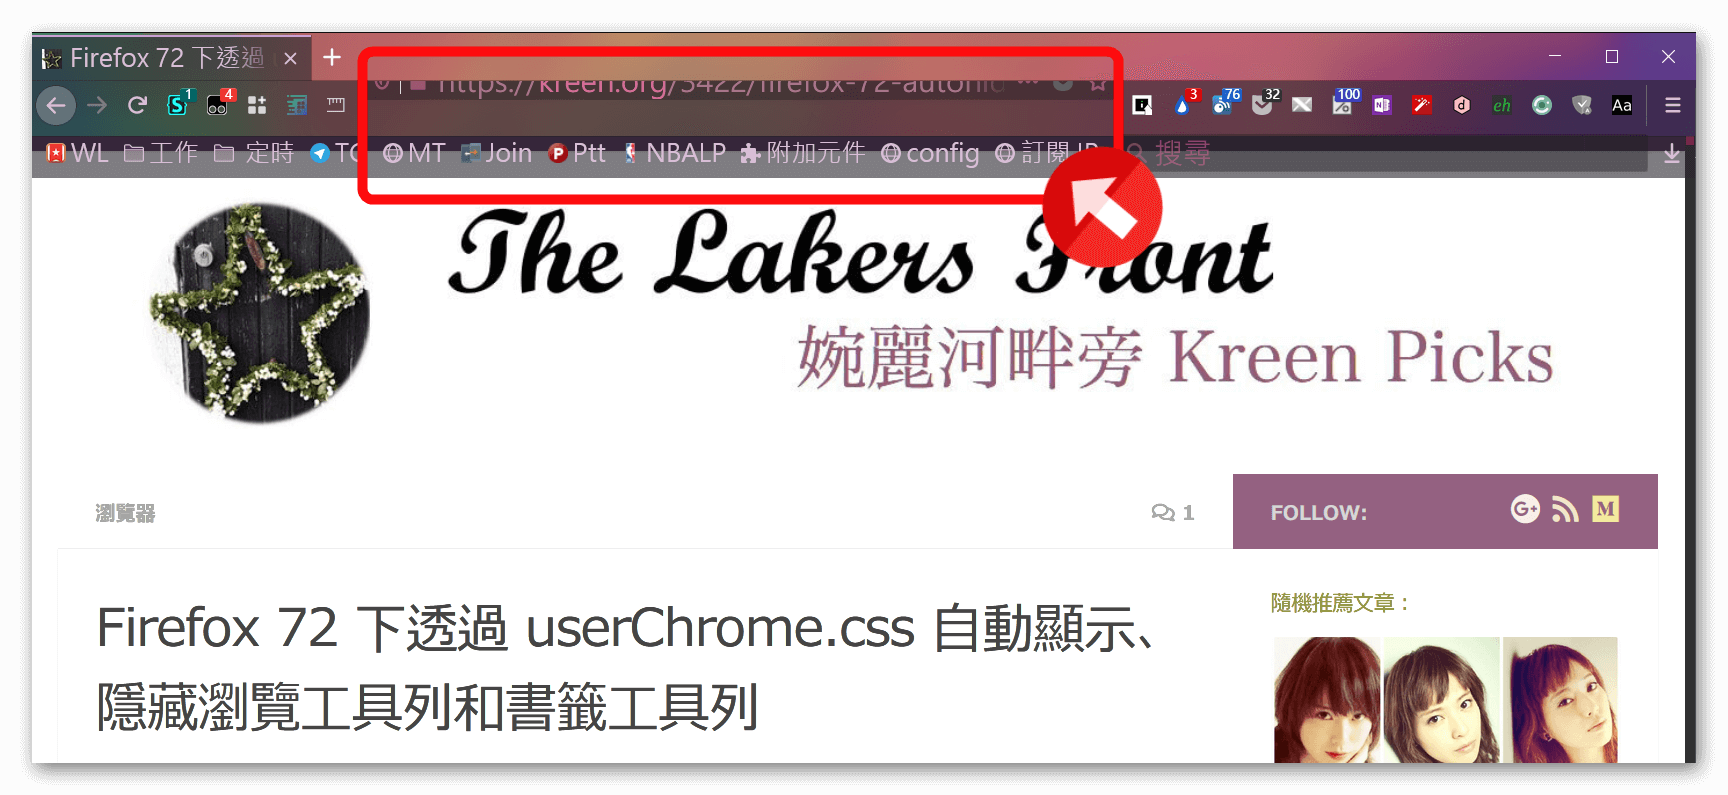 Firefox 72 下透過
https://kreen.org/5422/firefox-72-autohid
1 4 3 76 32 100 Aa
WL 工作 定時 MT Join Ptt NBALP 附加元件 config 訂閱 搜尋
The Lakers Front
婉麗河畔旁 Kreen Picks
瀏覽器 1 FOLLOW: G+ M
Firefox 72 下透過 userChrome.css 自動顯示、
隱藏瀏覽工具列和書籤工具列
隨機推薦文章：